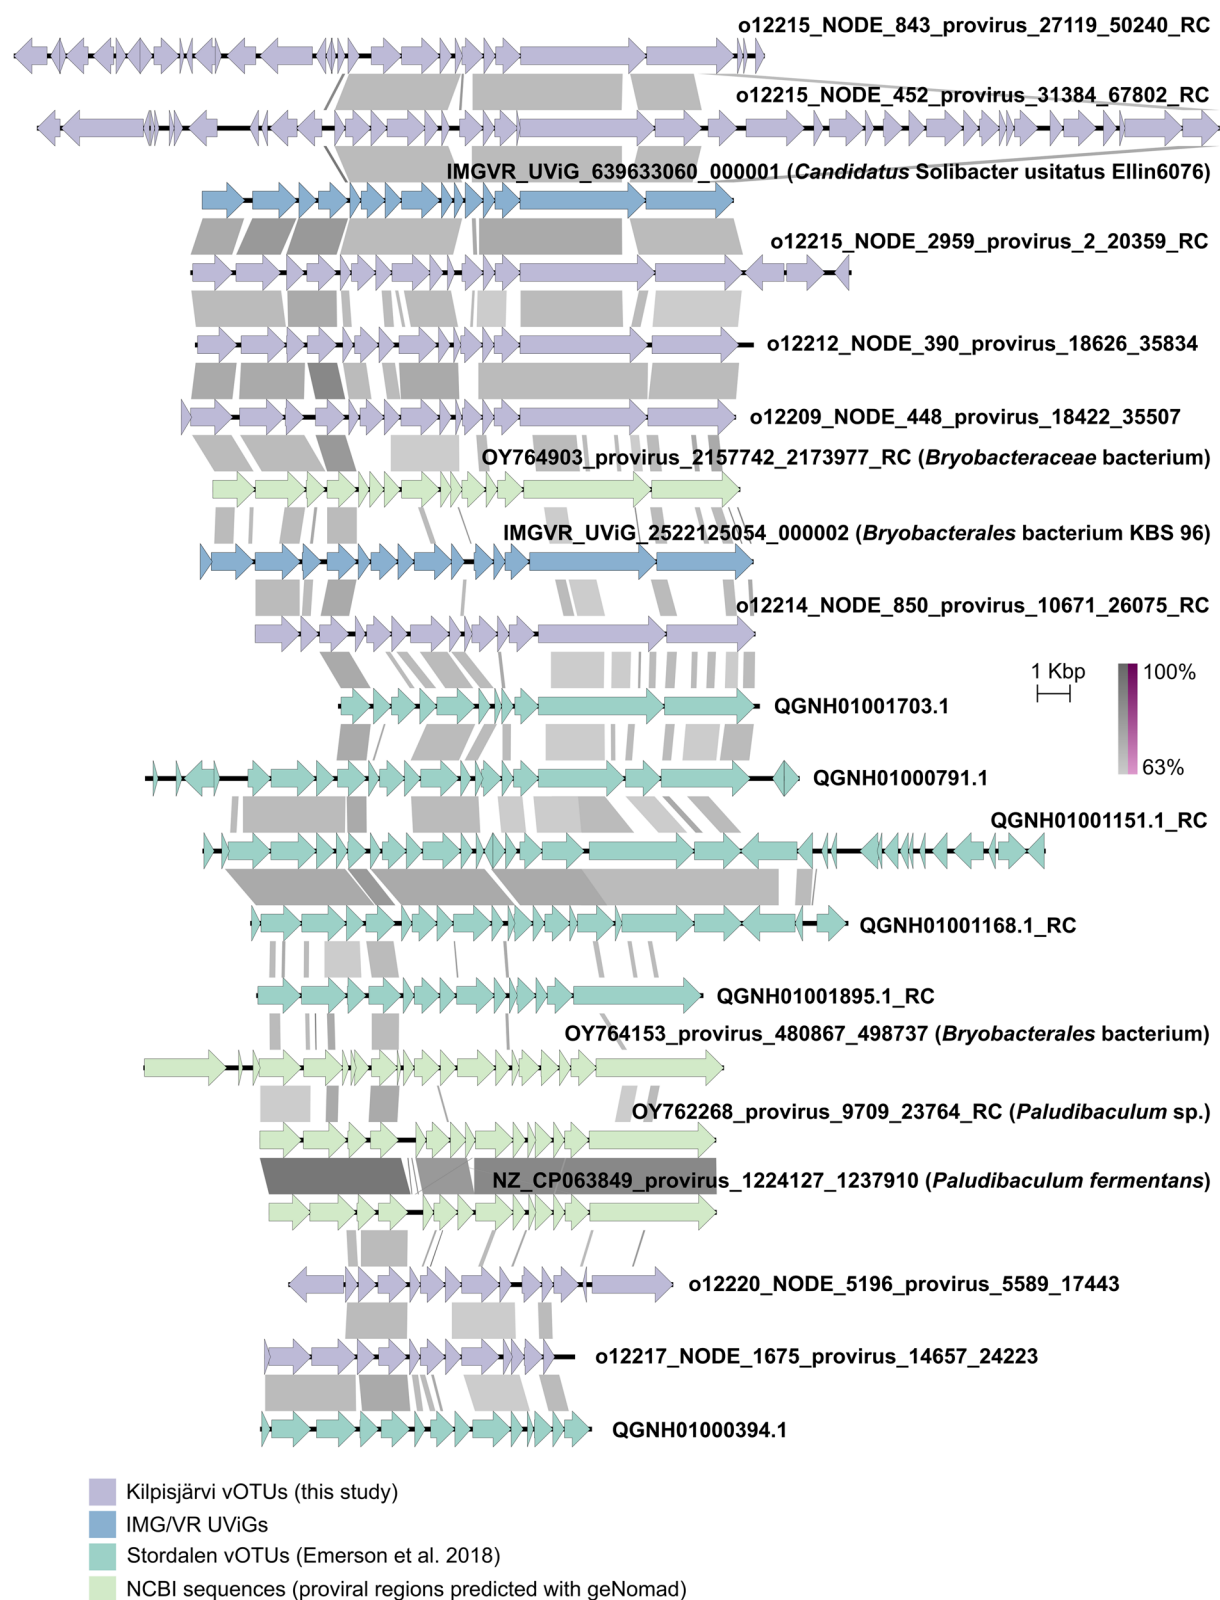 o12215_NODE_843_provirus_27119_50240_RC
o12215_NODE_452_provirus_31384_67802_RC
IMGVR_UViG_639633060_000001 (Candidatus Solibacter usitatus Ellin6076)
o12215_NODE_2959_provirus_2_20359_RC
o12212_NODE_390_provirus_18626_35834
o12209_NODE_448_provirus_18422_35507
OY764903_provirus_2157742_2173977_RC (Bryobacteraceae bacterium)
IMGVR_UViG_2522125054_000002 (Bryobacterales bacterium KBS 96)
o12214_NODE_850_provirus_10671_26075_RC
1 Kbp
100%
63%
QGNH01001703.1
QGNH01000791.1
QGNH01001151.1_RC
QGNH01001168.1_RC
QGNH01001895.1_RC
OY764153_provirus_480867_498737 (Bryobacterales bacterium)
OY762268_provirus_9709_23764_RC (Paludibaculum sp.)
NZ_CP063849_provirus_1224127_1237910 (Paludibaculum fermentans)
o12220_NODE_5196_provirus_5589_17443
o12217_NODE_1675_provirus_14657_24223
QGNH01000394.1
Kilpisjärvi vOTUs (this study)
IMG/VR UViGs
Stordalen vOTUs (Emerson et al. 2018)
NCBI sequences (proviral regions predicted with geNomad)